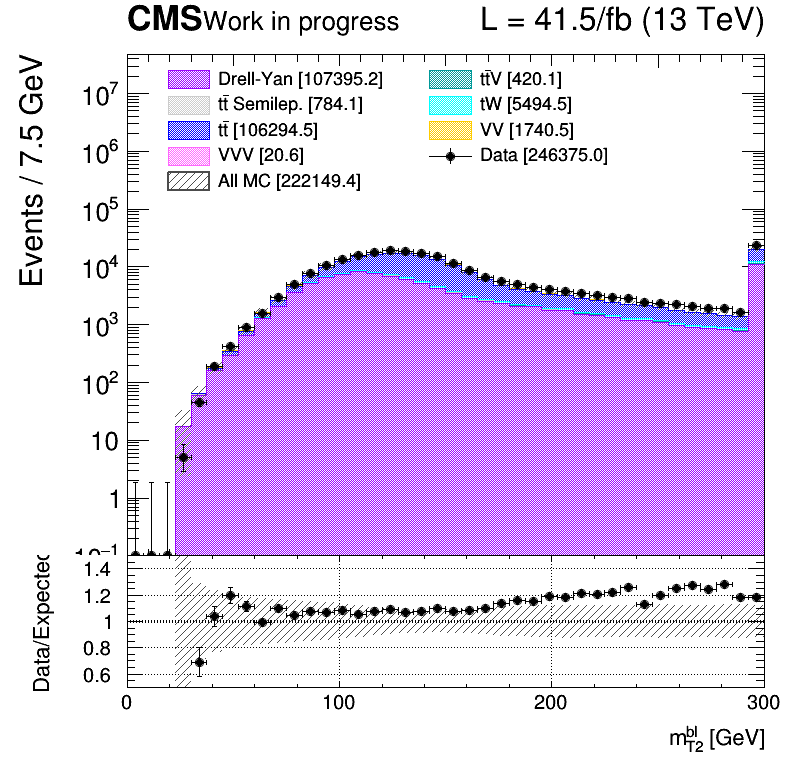 CMS Work in progress L = 41.5/fb (13 TeV)
Events / 7.5 GeV
Drell-Yan [107395.2]
tt̄ Semilep. [784.1]
tt̄ [106294.5]
VVV [20.6]
All MC [222149.4]
tt̄V [420.1]
tW [5494.5]
VV [1740.5]
Data [246375.0]
10⁷
10⁶
10⁵
10⁴
10³
10²
10
1
10⁻¹
Data/Expected
1.4
1.2
1
0.8
0.6
0 100 200 300
m_T2^bl [GeV]